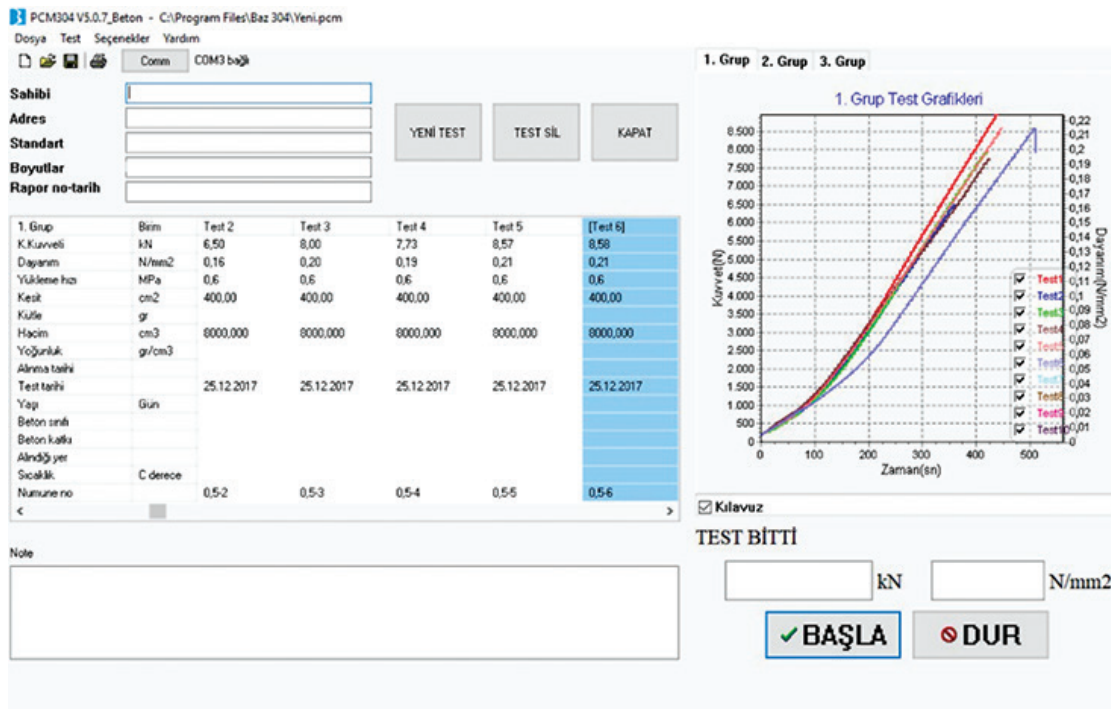 PCM304 V5.0.7_Beton - C:\Program Files\Baz 304\Yeni.pcm
Dosya Test Seçenekler Yardım
Comm COM3 bağlı
Sahibi
Adres
Standart
Boyutlar
Rapor no-tarih
YENİ TEST TEST SİL KAPAT
1. Grup Birim Test 2 Test 3 Test 4 Test 5 [Test 6]
K.Kuvveti kN 6,50 8,00 7,73 8,57 8,58
Dayanım N/mm2 0,16 0,20 0,19 0,21 0,21
Yükleme hızı MPa 0,6 0,6 0,6 0,6 0,6
Kesit cm2 400,00 400,00 400,00 400,00 400,00
Kütle gr
Hacim cm3 8000,000 8000,000 8000,000 8000,000 8000,000
Yoğunluk gr/cm3
Alınma tarihi
Test tarihi 25.12.2017 25.12.2017 25.12.2017 25.12.2017 25.12.2017
Yaşı Gün
Beton sınıfı
Beton katkı
Alındığı yer
Sıcaklık C derece
Numune no 0,5-2 0,5-3 0,5-4 0,5-5 0,5-6
Note
1. Grup 2. Grup 3. Grup
1. Grup Test Grafikleri
Kuvvet(N)
8.500
8.000
7.500
7.000
6.500
6.000
5.500
5.000
4.500
4.000
3.500
3.000
2.500
2.000
1.500
1.000
500
0
0 100 200 300 400 500
Zaman(sn)
0,22
0,21
0,2
0,19
0,18
0,17
0,16
0,15
0,14
0,13
0,12
0,11
0,1
0,09
0,08
0,07
0,06
0,05
0,04
0,03
0,02
0,01
0
Dayanım(N/mm2)
Test1
Test2
Test3
Test4
Test5
Test6
Test7
Test8
Test9
Test10
Kılavuz
TEST BİTTİ
kN N/mm2
BAŞLA DUR